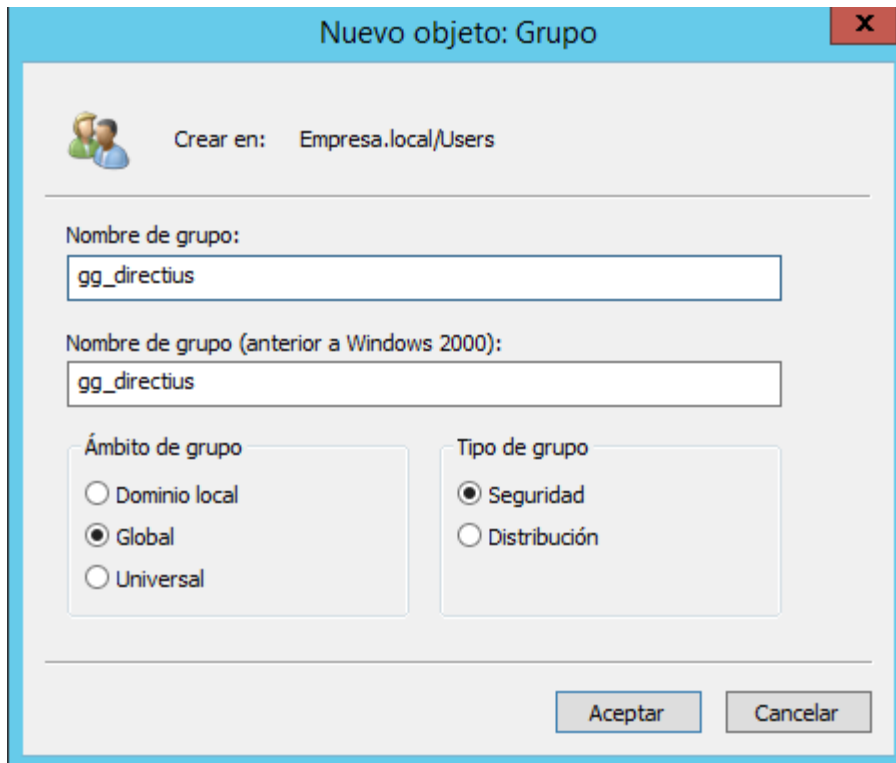 Nuevo objeto: Grupo
x
Crear en: Empresa.local/Users
Nombre de grupo:
gg_directius
Nombre de grupo (anterior a Windows 2000):
gg_directius
Ámbito de grupo
Dominio local
Global
Universal
Tipo de grupo
Seguridad
Distribución
Aceptar
Cancelar